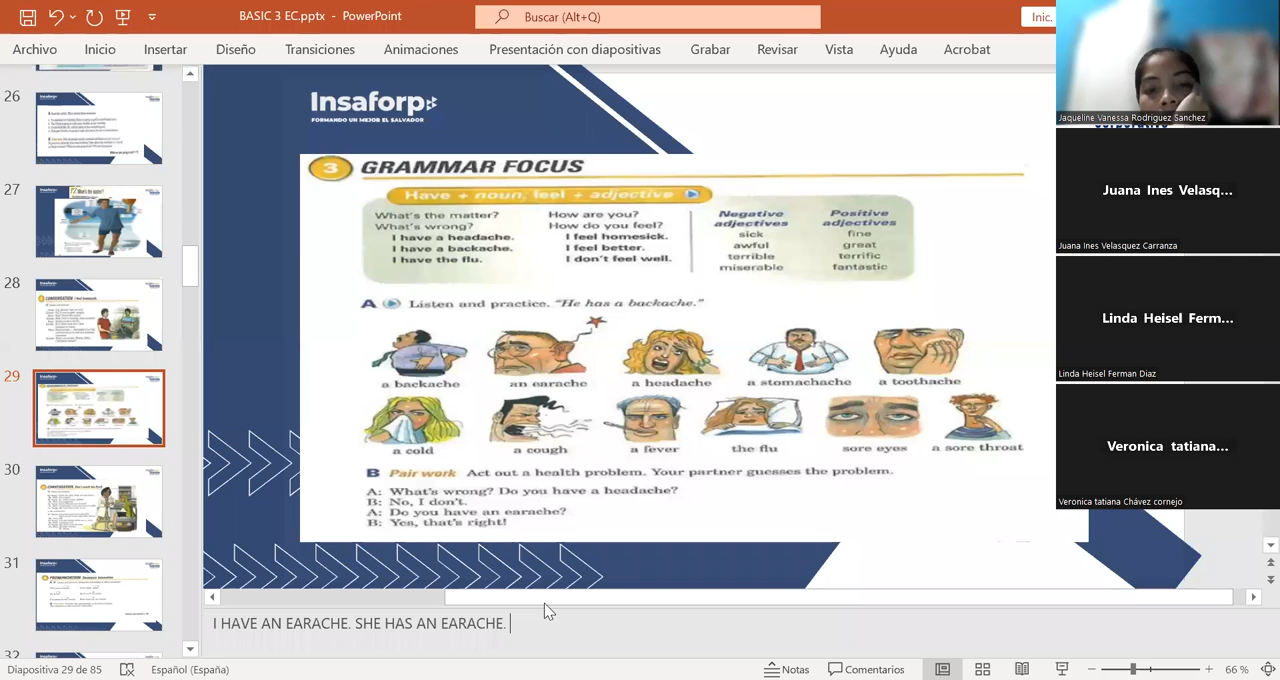 BASIC 3 EC.pptx - PowerPoint
Buscar (Alt+Q)
Inic.
Archivo Inicio Insertar Diseño Transiciones Animaciones Presentación con diapositivas Grabar Revisar Vista Ayuda Acrobat
26
27
28
29
30
31
32
Insaforp
FORMANDO UN MEJOR EL SALVADOR
3 GRAMMAR FOCUS
Have + noun, feel + adjective
What's the matter?
What's wrong?
I have a headache.
I have a backache.
I have the flu.
How are you?
How do you feel?
I feel homesick.
I feel better.
I don't feel well.
Negative adjectives
sick
awful
terrible
miserable
Positive adjectives
fine
great
terrific
fantastic
A Listen and practice. "He has a backache."
a backache an earache a headache a stomachache a toothache
a cold a cough a fever the flu sore eyes a sore throat
B Pair work Act out a health problem. Your partner guesses the problem.
A: What's wrong? Do you have a headache?
B: No, I don't.
A: Do you have an earache?
B: Yes, that's right!
Jaqueline Vanessa Rodriguez Sanchez
Juana Ines Velasq...
Juana Ines Velasquez Carranza
Linda Heisel Ferm...
Linda Heisel Ferman Diaz
Veronica tatiana...
Veronica tatiana Chávez cornejo
I HAVE AN EARACHE. SHE HAS AN EARACHE.
Diapositiva 29 de 85 Español (España) Notas Comentarios 66 %